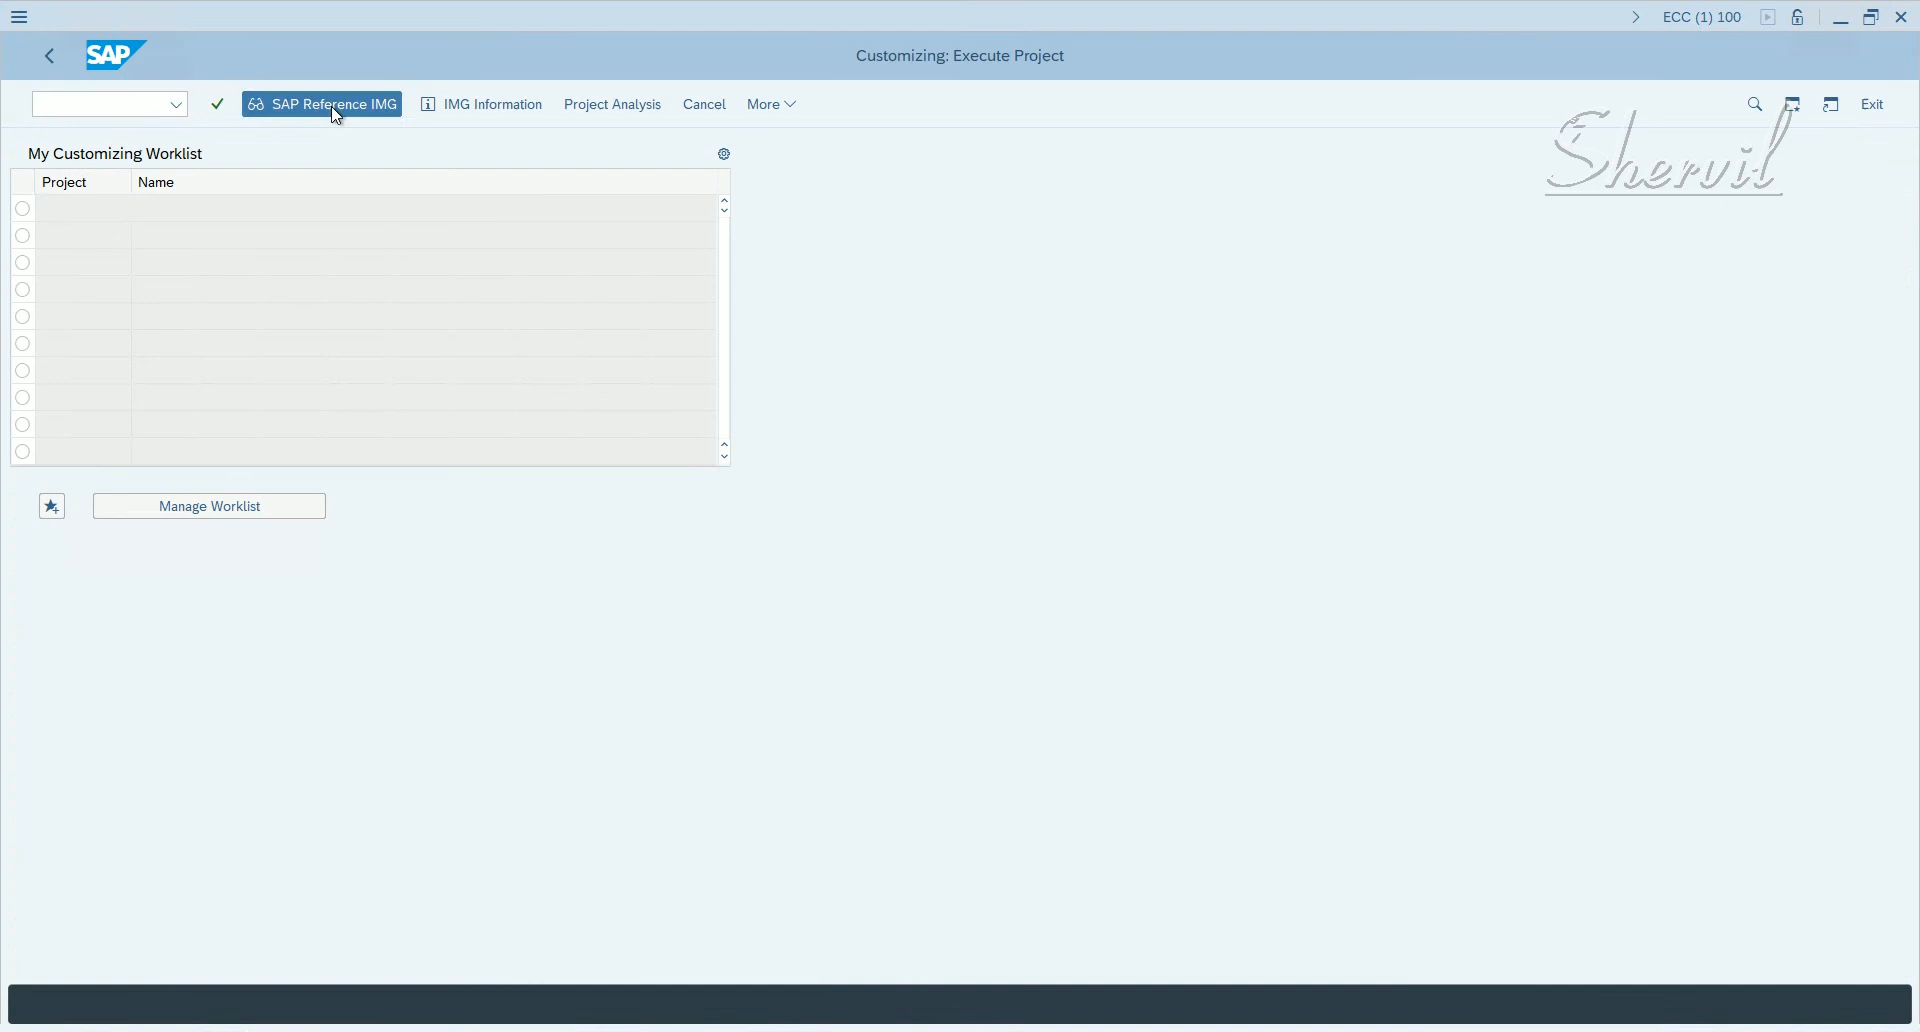 ECC (1) 100
SAP
Customizing: Execute Project
SAP Reference IMG IMG Information Project Analysis Cancel More Exit
Shervil
My Customizing Worklist
Project Name
Manage Worklist